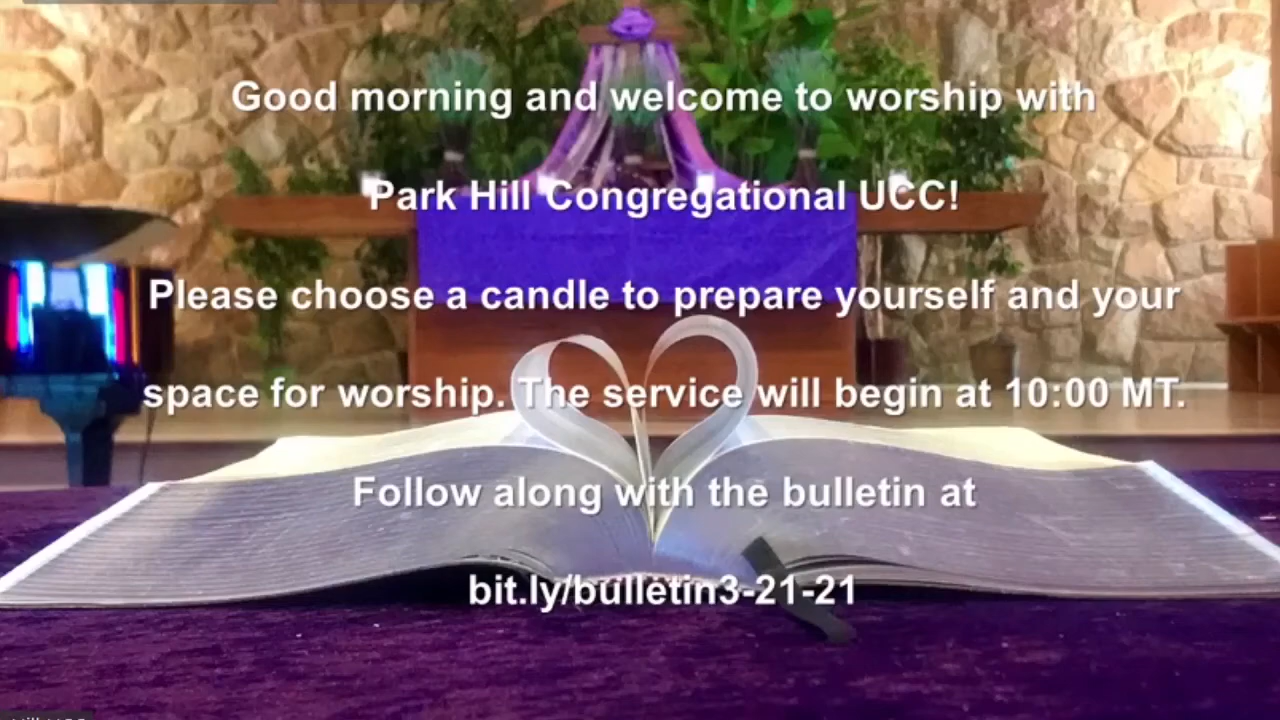 Good morning and welcome to worship with
Park Hill Congregational UCC!
Please choose a candle to prepare yourself and your
space for worship. The service will begin at 10:00 MT.
Follow along with the bulletin at
bit.ly/bulletin3-21-21